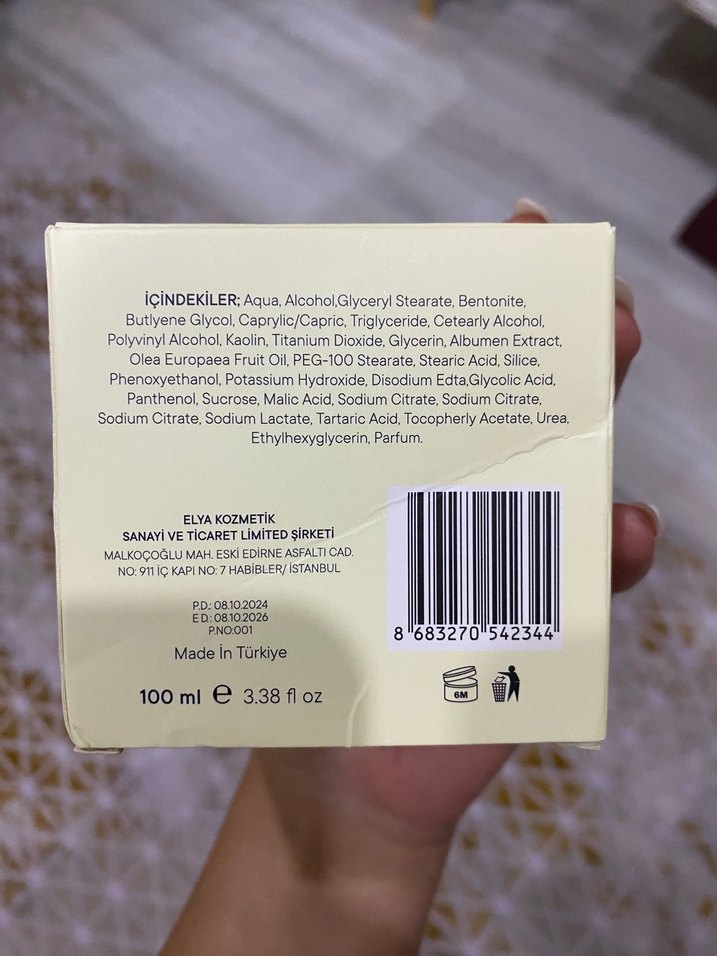 İÇİNDEKİLER; Aqua, Alcohol,Glyceryl Stearate, Bentonite,
Butlyene Glycol, Caprylic/Capric, Triglyceride, Cetearly Alcohol,
Polyvinyl Alcohol, Kaolin, Titanium Dioxide, Glycerin, Albumen Extract,
Olea Europaea Fruit Oil, PEG-100 Stearate, Stearic Acid, Silice,
Phenoxyethanol, Potassium Hydroxide, Disodium Edta,Glycolic Acid,
Panthenol, Sucrose, Malic Acid, Sodium Citrate, Sodium Citrate,
Sodium Citrate, Sodium Lactate, Tartaric Acid, Tocopherly Acetate, Urea,
Ethylhexyglycerin, Parfum.
ELYA KOZMETİK
SANAYİ VE TİCARET LİMİTED ŞİRKETİ
MALKOÇOĞLU MAH. ESKİ EDİRNE ASFALTI CAD.
NO: 911 İÇ KAPI NO: 7 HABİBLER/ İSTANBUL
P.D.: 08.10.2024
E D.: 08.10.2026
P.NO:001
Made İn Türkiye
100 ml e 3.38 fl oz
8 683270 542344
6M